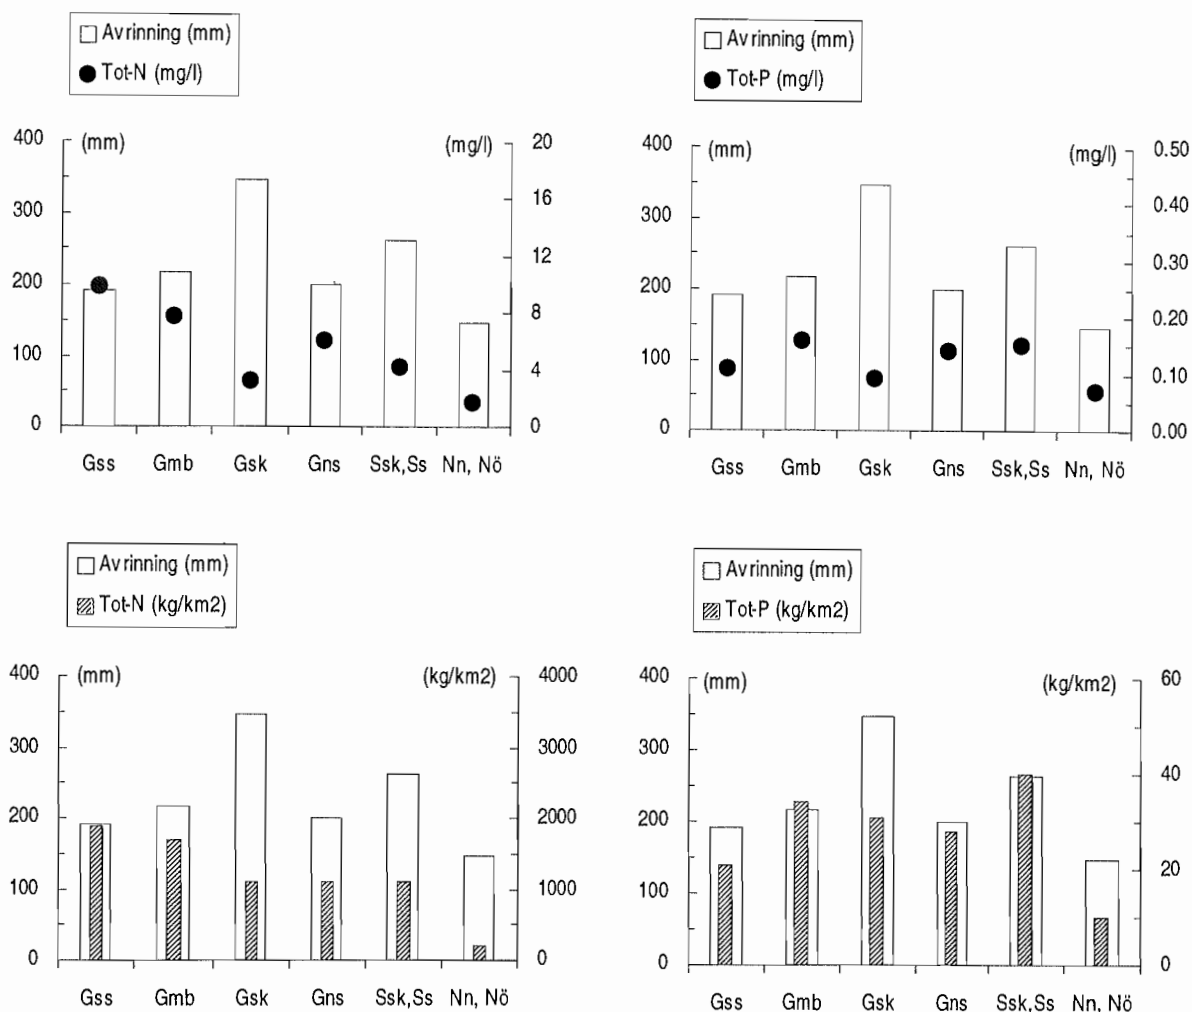 Avrinning (mm)
Tot-N (mg/l)
400 (mm) (mg/l) 20
300 16
12
200 8
100 4
0 0
Gss Gmb Gsk Gns Ssk,Ss Nn, Nö
Avrinning (mm)
Tot-P (mg/l)
400 (mm) (mg/l) 0.50
300 0.40
0.30
200 0.20
100 0.10
0 0.00
Gss Gmb Gsk Gns Ssk,Ss Nn, Nö
Avrinning (mm)
Tot-N (kg/km2)
400 (mm) (kg/km2) 4000
300 3000
200 2000
100 1000
0 0
Gss Gmb Gsk Gns Ssk,Ss Nn, Nö
Avrinning (mm)
Tot-P (kg/km2)
400 (mm) (kg/km2) 60
300 40
200
100 20
0 0
Gss Gmb Gsk Gns Ssk,Ss Nn, Nö